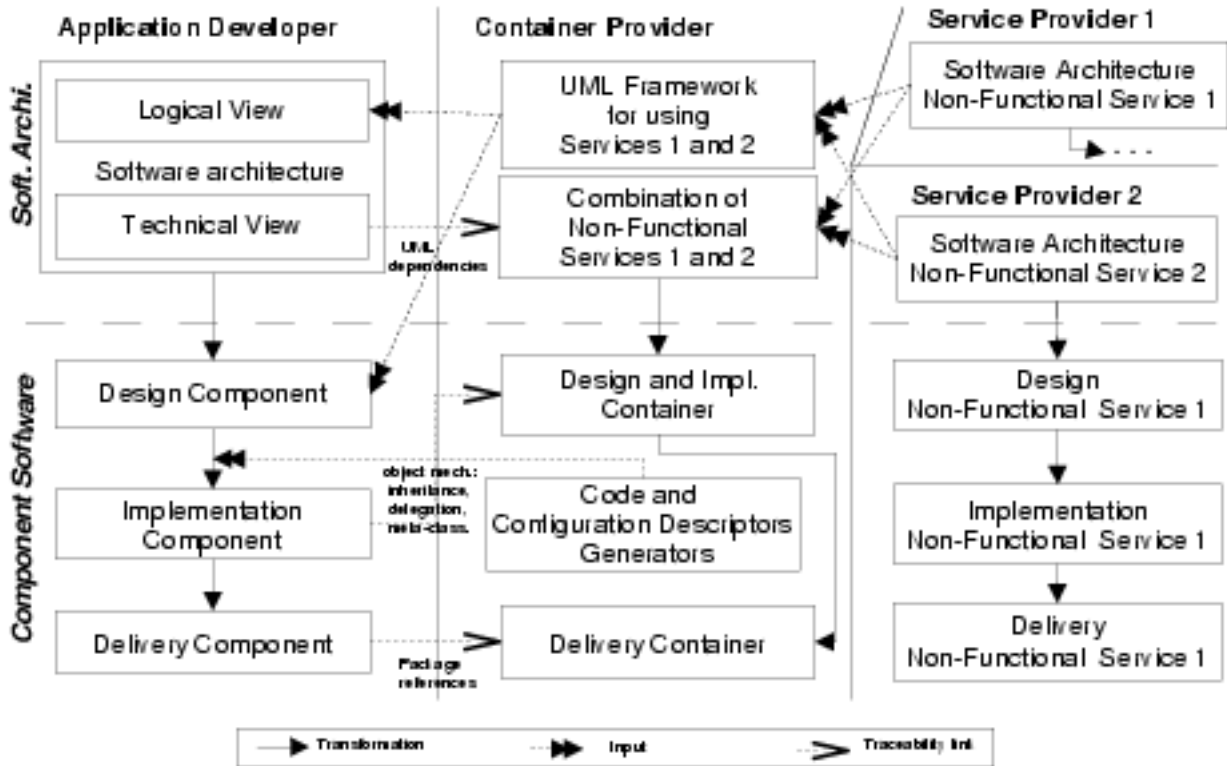 Application Developer
Container Provider
Service Provider 1
Soft. Archi.
Logical View
Software architecture
Technical View
UML Framework
for using
Services 1 and 2
Combination of
Non-Functional
Services 1 and 2
UML
dependencies
Software Architecture
Non-Functional Service 1
. . .
Service Provider 2
Software Architecture
Non-Functional Service 2
Component Software
Design Component
Implementation
Component
Delivery Component
object mech.:
inheritance,
delegation,
meta-class.
Package
references
Design and Impl.
Container
Code and
Configuration Descriptors
Generators
Delivery Container
Design
Non-Functional Service 1
Implementation
Non-Functional Service 1
Delivery
Non-Functional Service 1
Transformation
Input
Traceability link